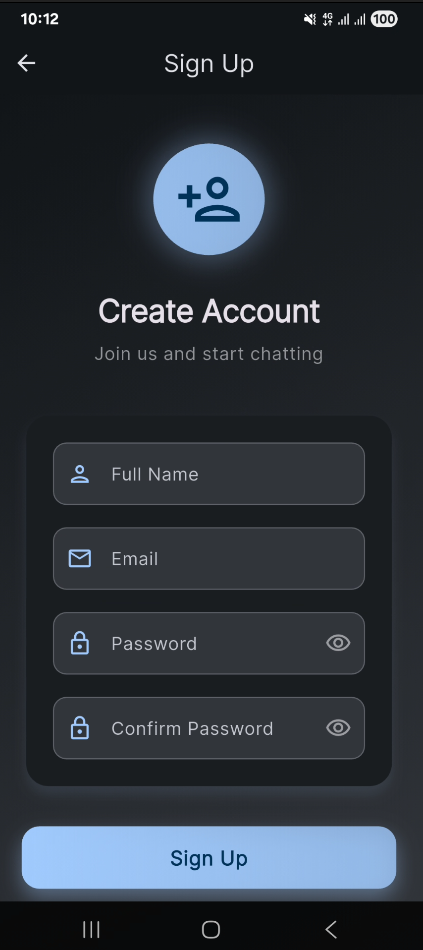 10:12
4G
100
Sign Up
Create Account
Join us and start chatting
Full Name
Email
Password
Confirm Password
Sign Up